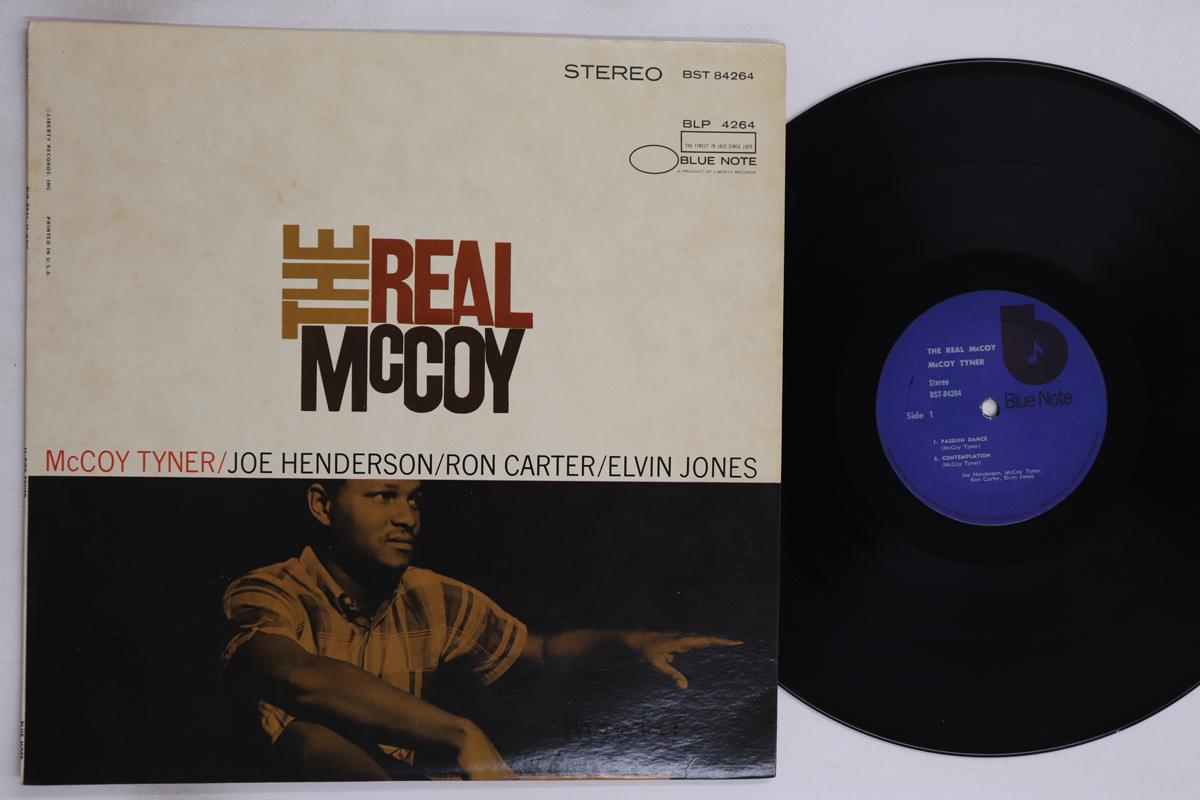 STEREO BST 84264
BLP 4264
THE FINEST IN JAZZ SINCE 1939
BLUE NOTE
A PRODUCT OF LIBERTY RECORDS
© LIBERTY RECORDS, INC PRINTED IN U.S.A.
THE REAL
McCOY
McCOY TYNER/JOE HENDERSON/RON CARTER/ELVIN JONES
b
THE REAL McCOY
McCOY TYNER
Stereo
BST-84264
Blue Note
Side 1
1. PASSION DANCE
(McCoy Tyner)
2. CONTEMPLATION
(McCoy Tyner)
Joe Henderson, McCoy Tyner,
Ron Carter, Elvin Jones